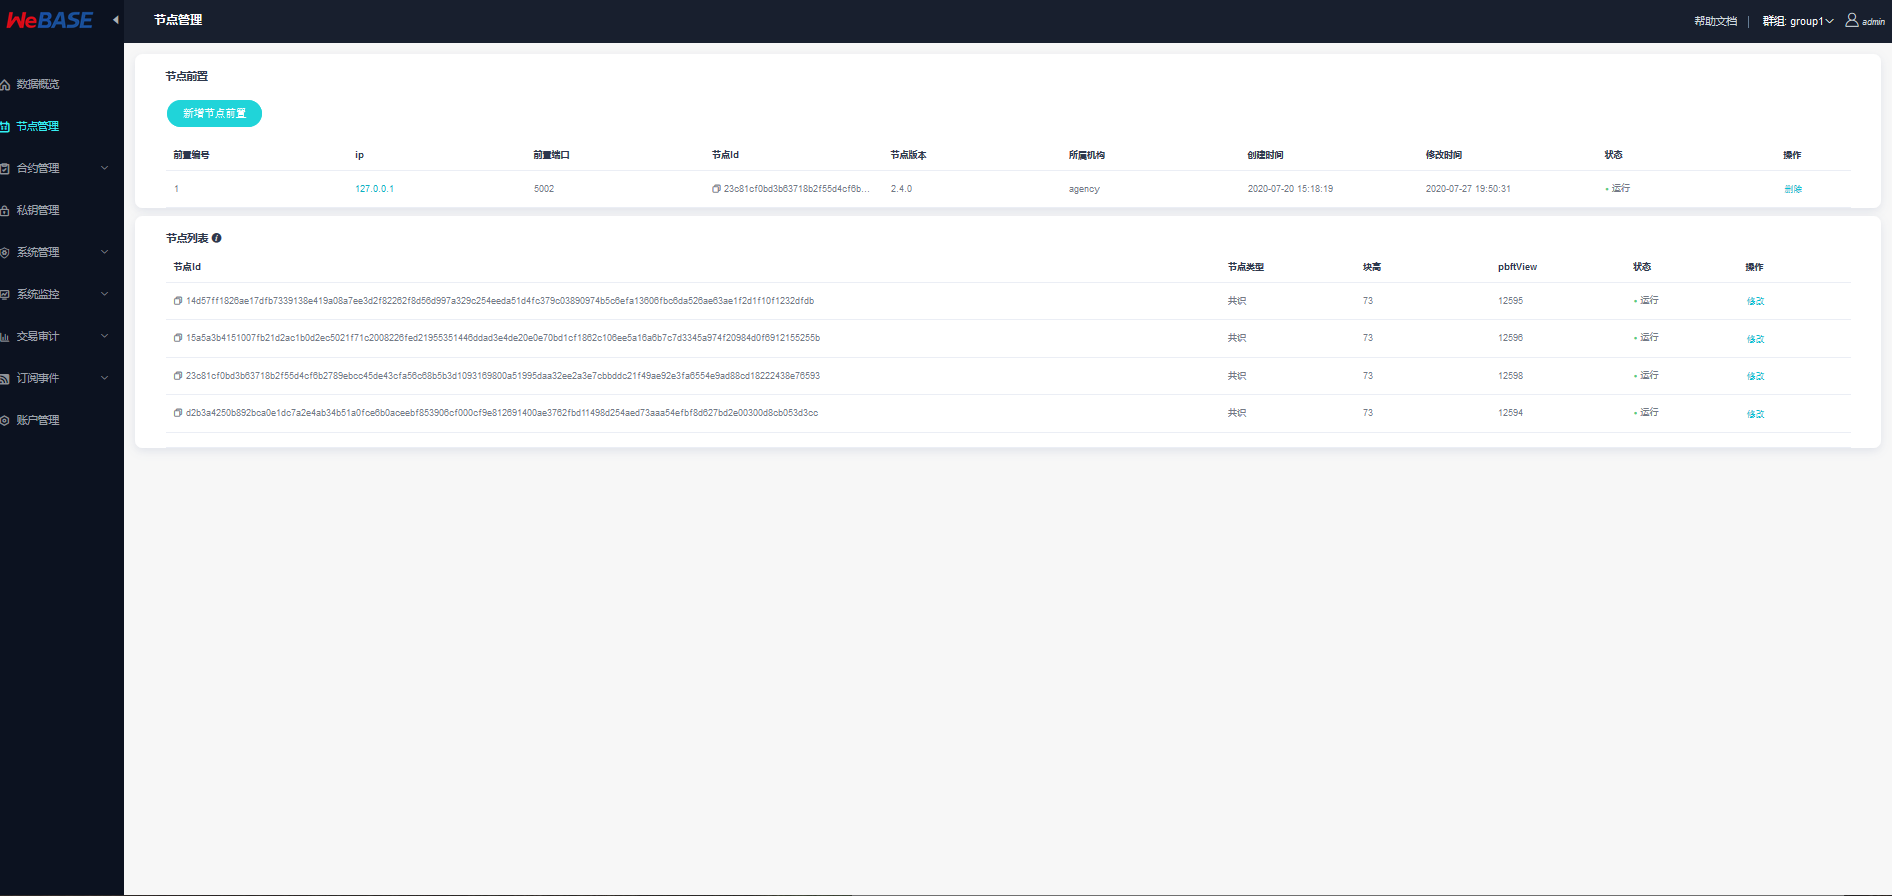 WeBASE
节点管理
帮助文档
群组: group1
admin
数据概览
节点管理
合约管理
私钥管理
系统管理
系统监控
交易审计
订阅事件
账户管理
节点前置
新增节点前置
前置编号 ip 前置端口 节点Id 节点版本 所属机构 创建时间 修改时间 状态 操作
1 127.0.0.1 5002 23c81cf0bd3b63718b2f55d4cf6b... 2.4.0 agency 2020-07-20 15:18:19 2020-07-27 19:50:31 运行 删除
节点列表
节点Id 节点类型 块高 pbftView 状态 操作
14d57ff1826ae17dfb7339138e419a08a7ee3d2f82262f8d56d997a329c254eeda51d4fc379c03890974b5c6efa13606fbc6da526ae63ae1f2d1f10f1232dfdb 共识 73 12595 运行 修改
15a5a3b4151007fb21d2ac1b0d2ec5021f71c2008226fed21955351446ddad3e4de20e0e70bd1cf1862c106ee5a16a6b7c7d3345a974f20984d0f6912155255b 共识 73 12596 运行 修改
23c81cf0bd3b63718b2f55d4cf6b2789ebcc45de43cfa56c68b5b3d1093169800a51995daa32ee2a3e7cbbddc21f49ae92e3fa6554e9ad88cd18222438e76593 共识 73 12598 运行 修改
d2b3a4250b892bca0e1dc7a2e4ab34b51a0fce6b0aceebf853906cf000cf9e812691400ae3762fbd11498d254aed73aaa54efbf8d627bd2e00300d8cb053d3cc 共识 73 12594 运行 修改